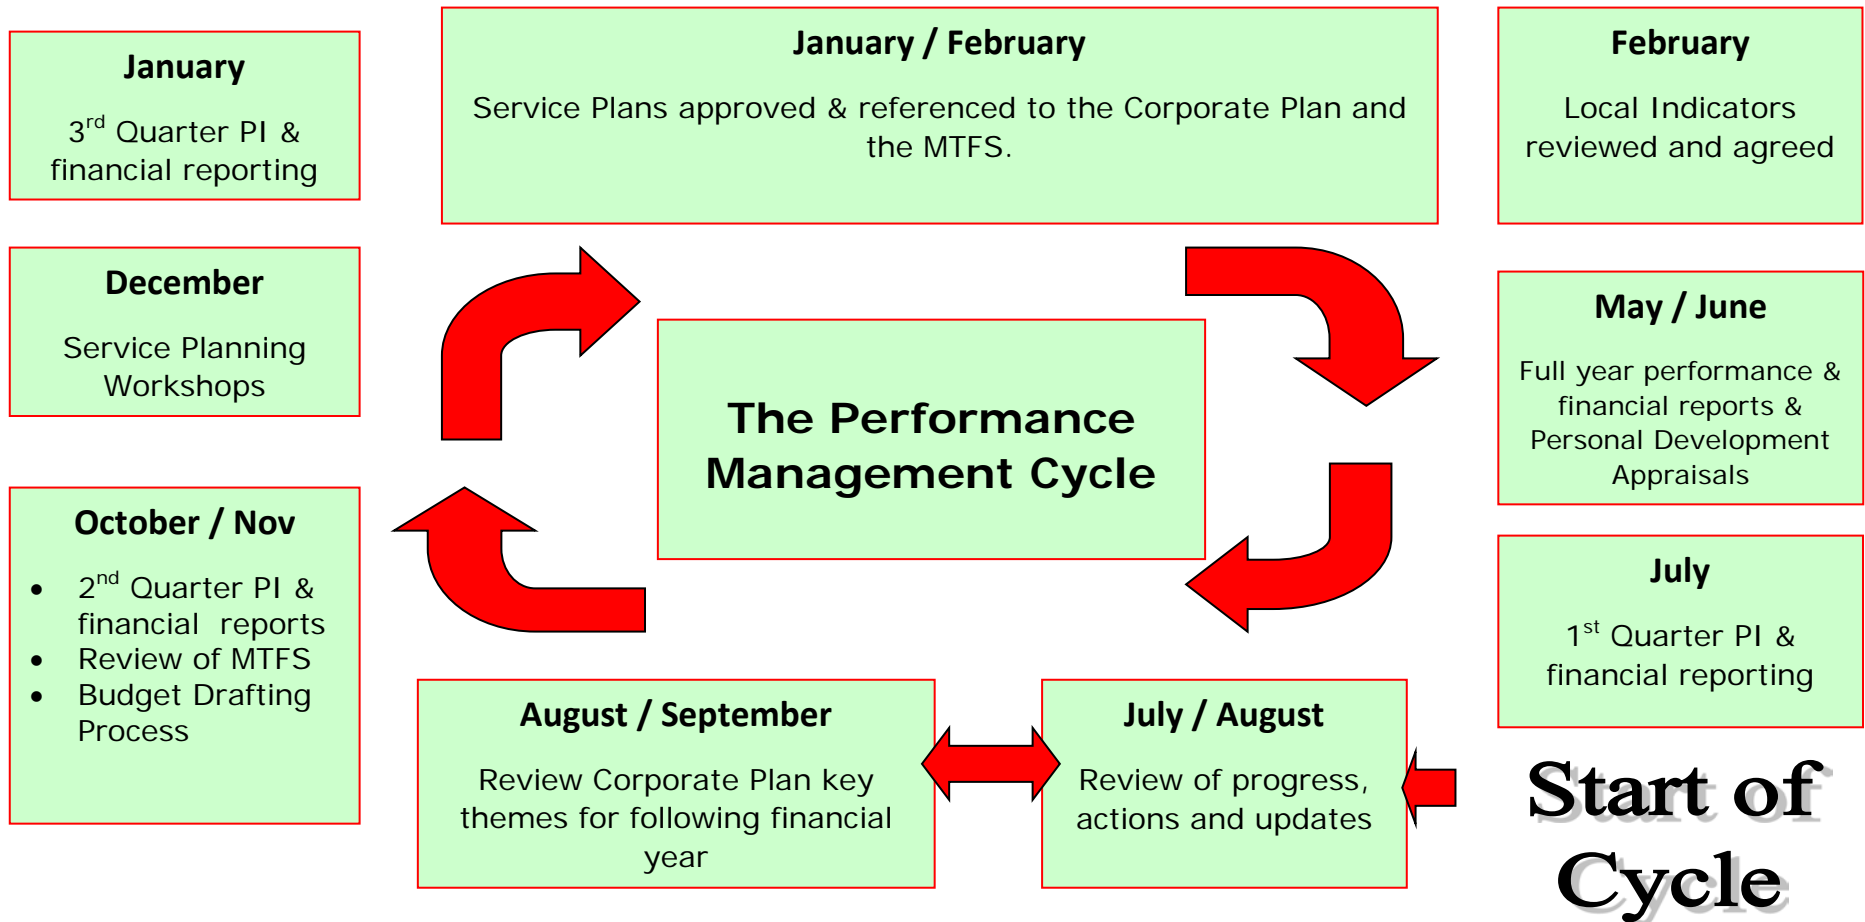 January
3rd Quarter PI &
financial reporting
January / February
Service Plans approved & referenced to the Corporate Plan and
the MTFS.
February
Local Indicators
reviewed and agreed
December
Service Planning
Workshops
The Performance
Management Cycle
May / June
Full year performance &
financial reports &
Personal Development
Appraisals
October / Nov
• 2nd Quarter PI &
financial reports
• Review of MTFS
• Budget Drafting
Process
July
1st Quarter PI &
financial reporting
August / September
Review Corporate Plan key
themes for following financial
year
July / August
Review of progress,
actions and updates
Start of
Cycle